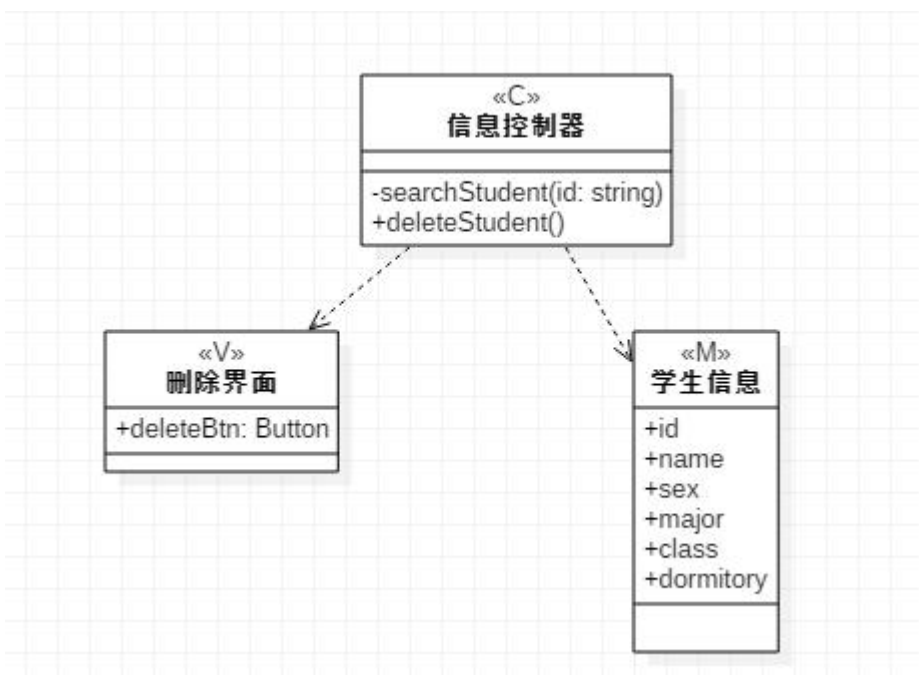 «C»
信息控制器
-searchStudent(id: string)
+deleteStudent()
«V»
删除界面
+deleteBtn: Button
«M»
学生信息
+id
+name
+sex
+major
+class
+dormitory